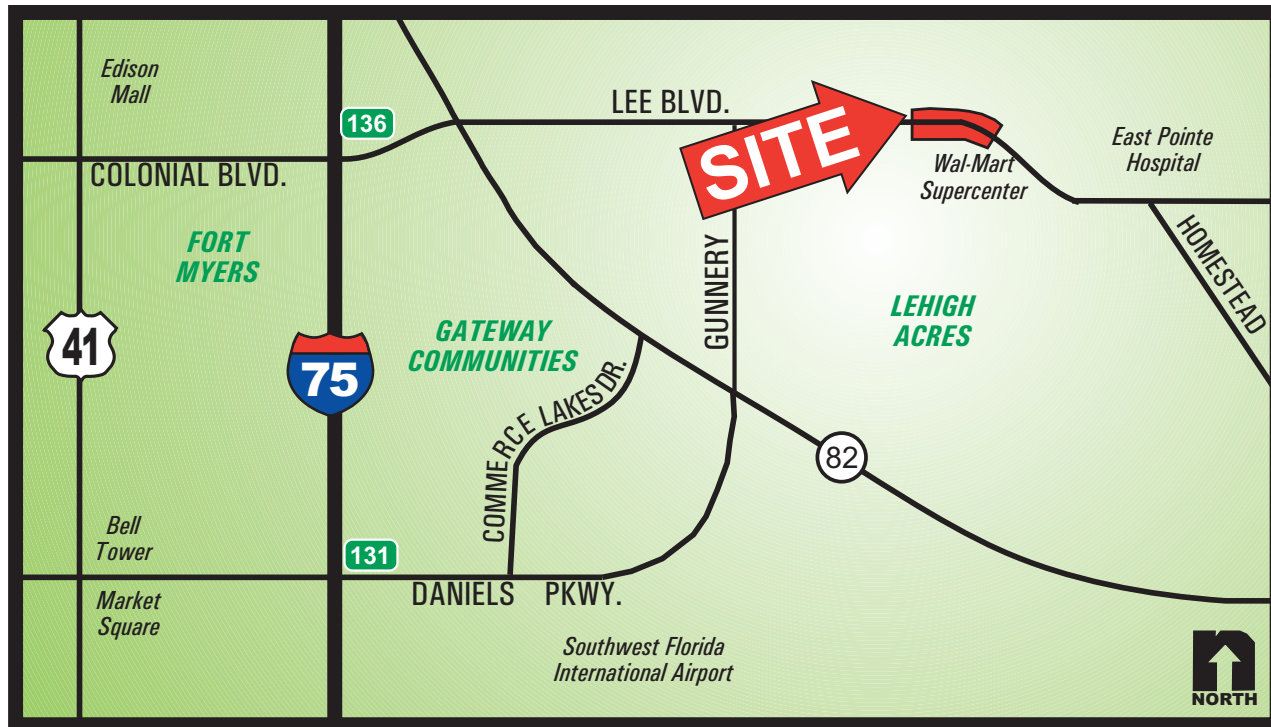 Edison
Mall
136
LEE BLVD.
SITE
East Pointe
Hospital
COLONIAL BLVD.
Wal-Mart
Supercenter
FORT
MYERS
HOMESTEAD
GUNNERY
LEHIGH
ACRES
41
75
GATEWAY
COMMUNITIES
COMMERCE LAKES DR.
82
Bell
Tower
131
DANIELS PKWY.
Market
Square
Southwest Florida
International Airport
n
NORTH